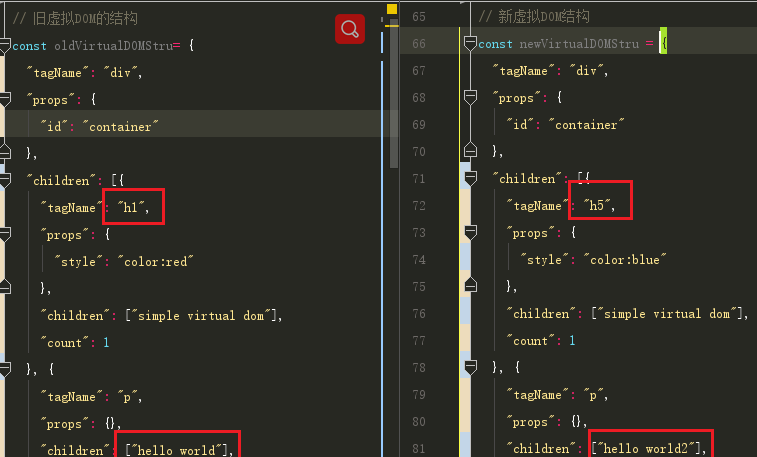 // 旧虚拟DOM的结构
const oldVirtualDOMStru= {
"tagName": "div",
"props": {
"id": "container"
},
"children": [{
"tagName": "h1",
"props": {
"style": "color:red"
},
"children": ["simple virtual dom"],
"count": 1
}, {
"tagName": "p",
"props": {},
"children": ["hello world"],
65 // 新虚拟DOM结构
66 const newVirtualDOMStru = {
67 "tagName": "div",
68 "props": {
69 "id": "container"
70 },
71 "children": [{
72 "tagName": "h5",
73 "props": {
74 "style": "color:blue"
75 },
76 "children": ["simple virtual dom"],
77 "count": 1
78 }, {
79 "tagName": "p",
80 "props": {},
81 "children": ["hello world2"],